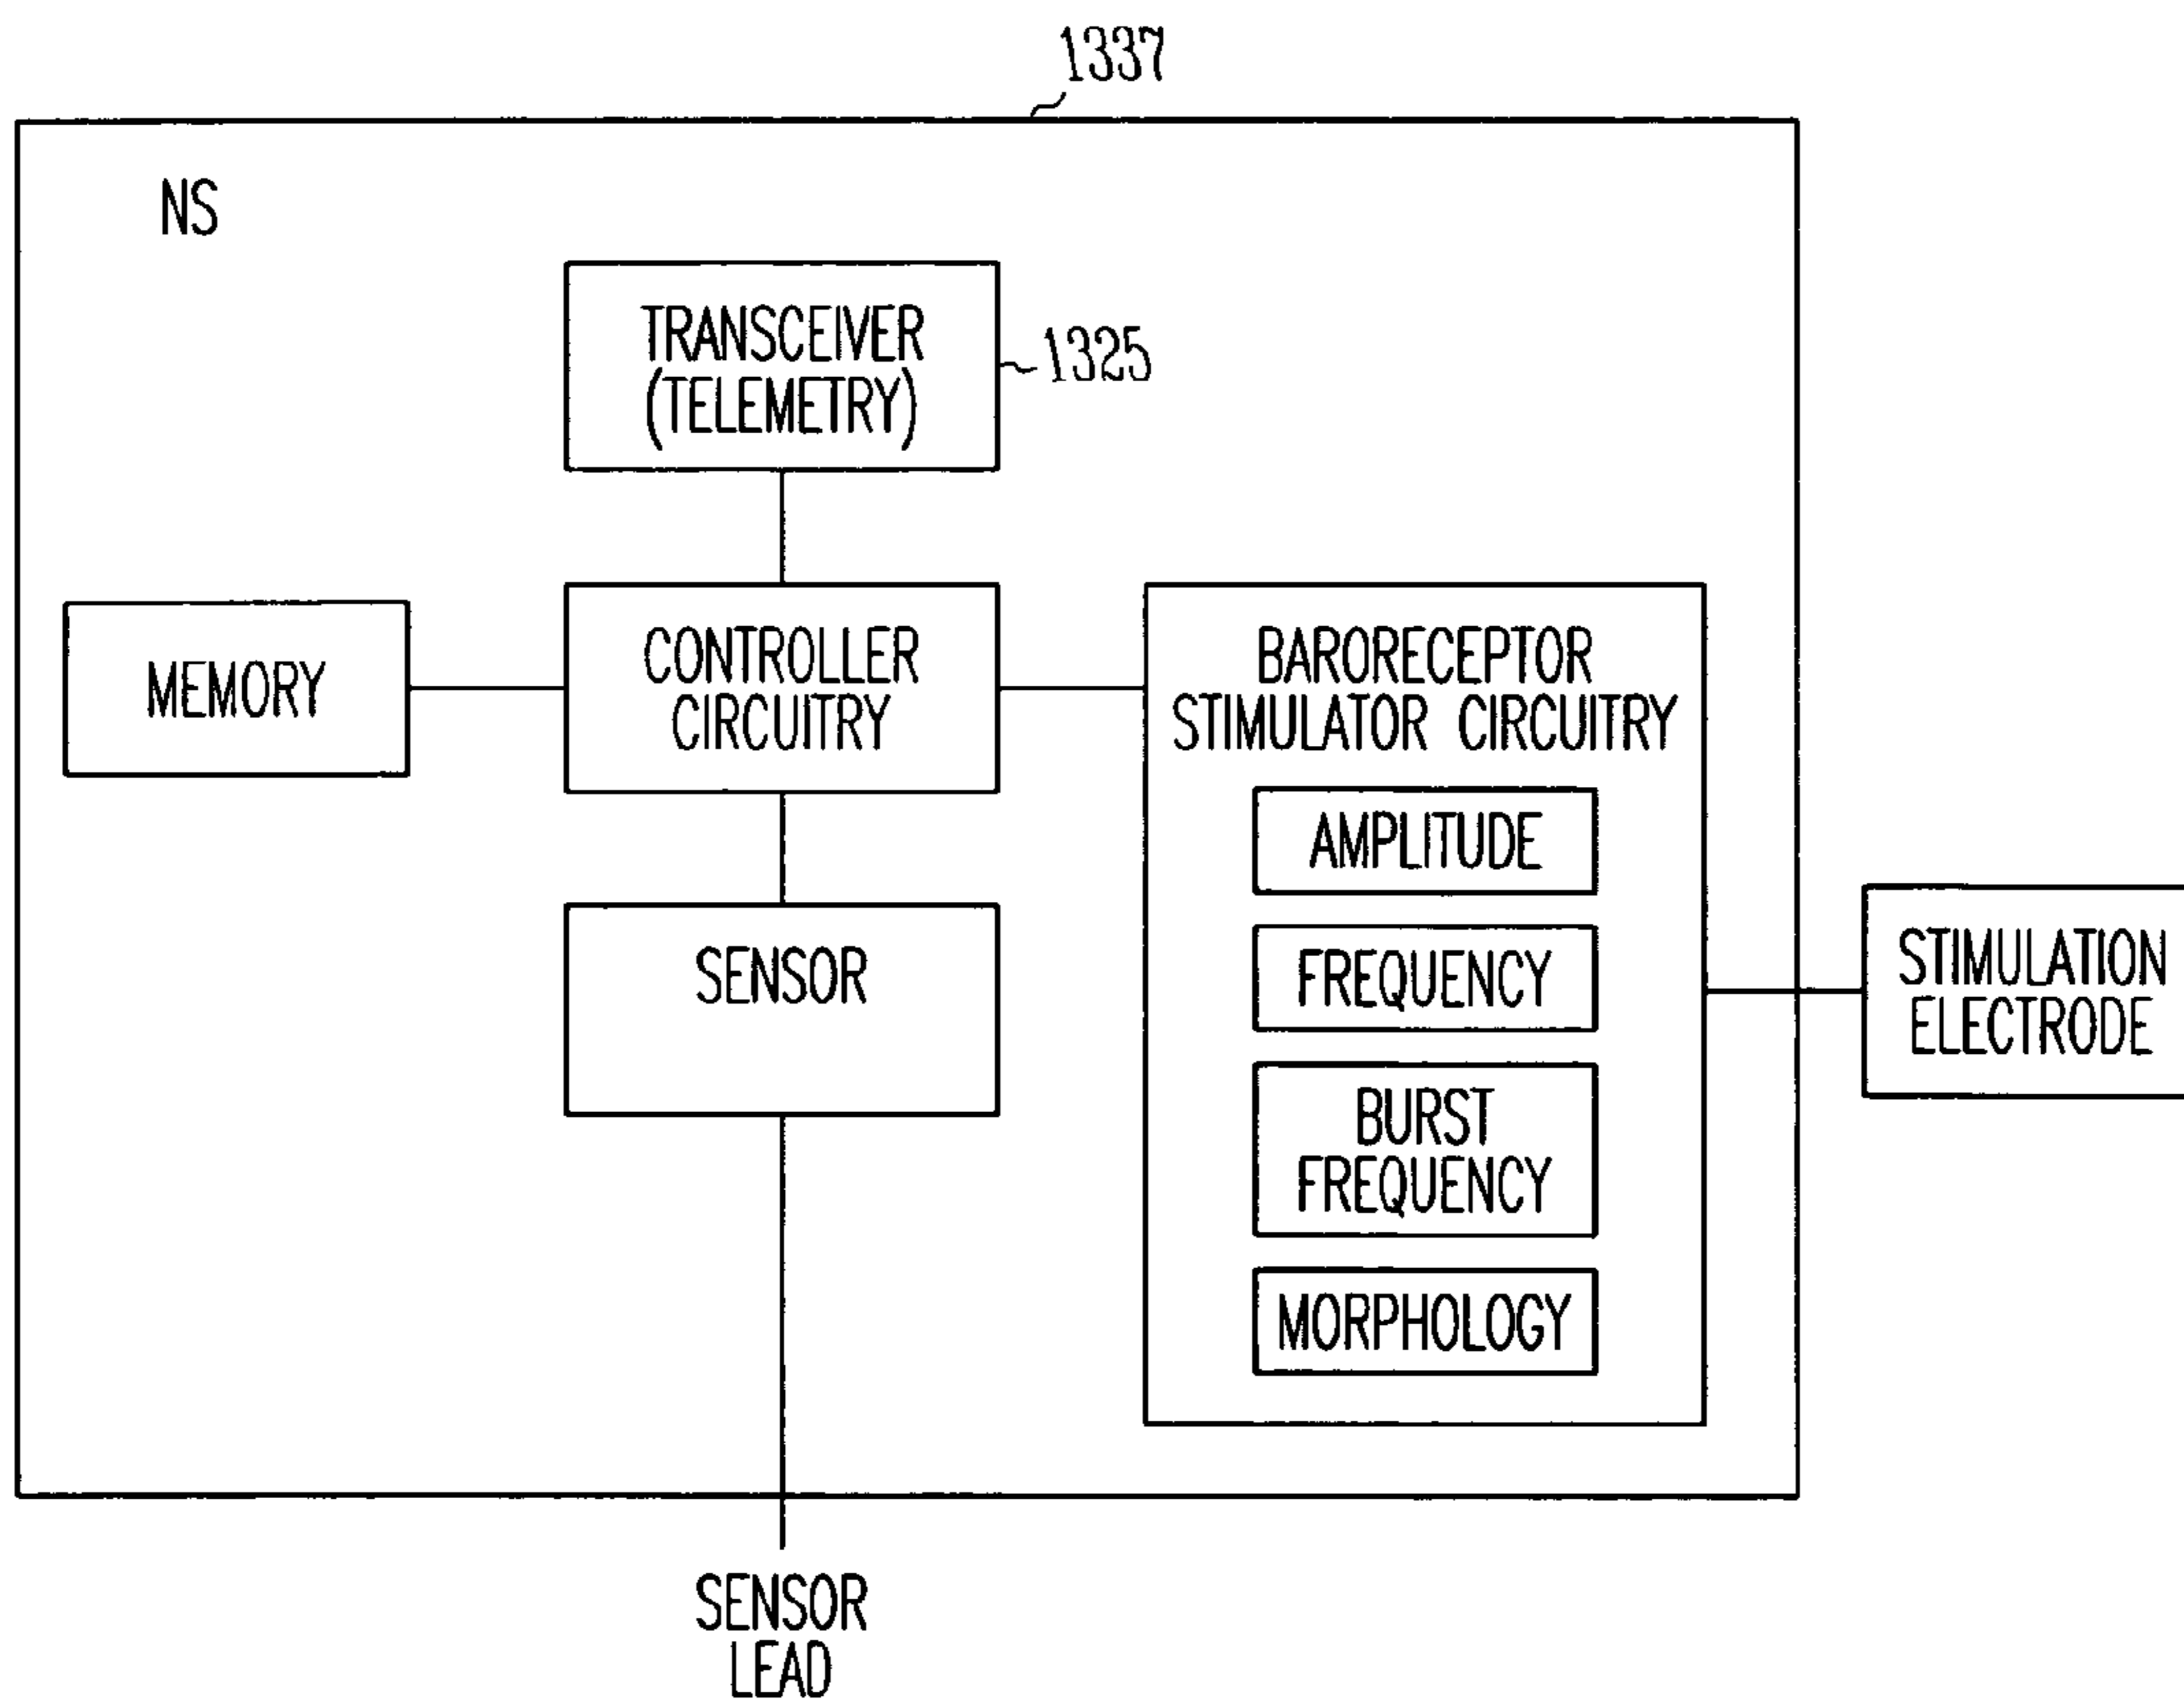 1337
NS
TRANSCEIVER
(TELEMETRY)
1325
MEMORY
CONTROLLER
CIRCUITRY
BARORECEPTOR
STIMULATOR CIRCUITRY
AMPLITUDE
FREQUENCY
BURST
FREQUENCY
MORPHOLOGY
SENSOR
STIMULATION
ELECTRODE
SENSOR
LEAD